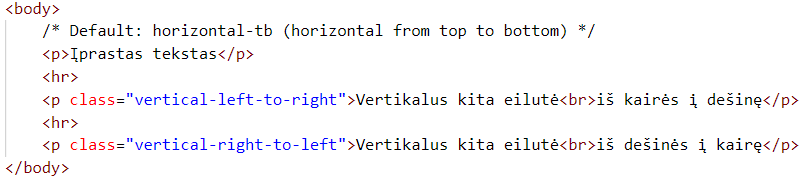 <body>
/* Default: horizontal-tb (horizontal from top to bottom) */
<p>Įprastas tekstas</p>
<hr>
<p class="vertical-left-to-right">Vertikalus kita eilutė<br>iš kairės į dešinę</p>
<hr>
<p class="vertical-right-to-left">Vertikalus kita eilutė<br>iš dešinės į kairę</p>
</body>